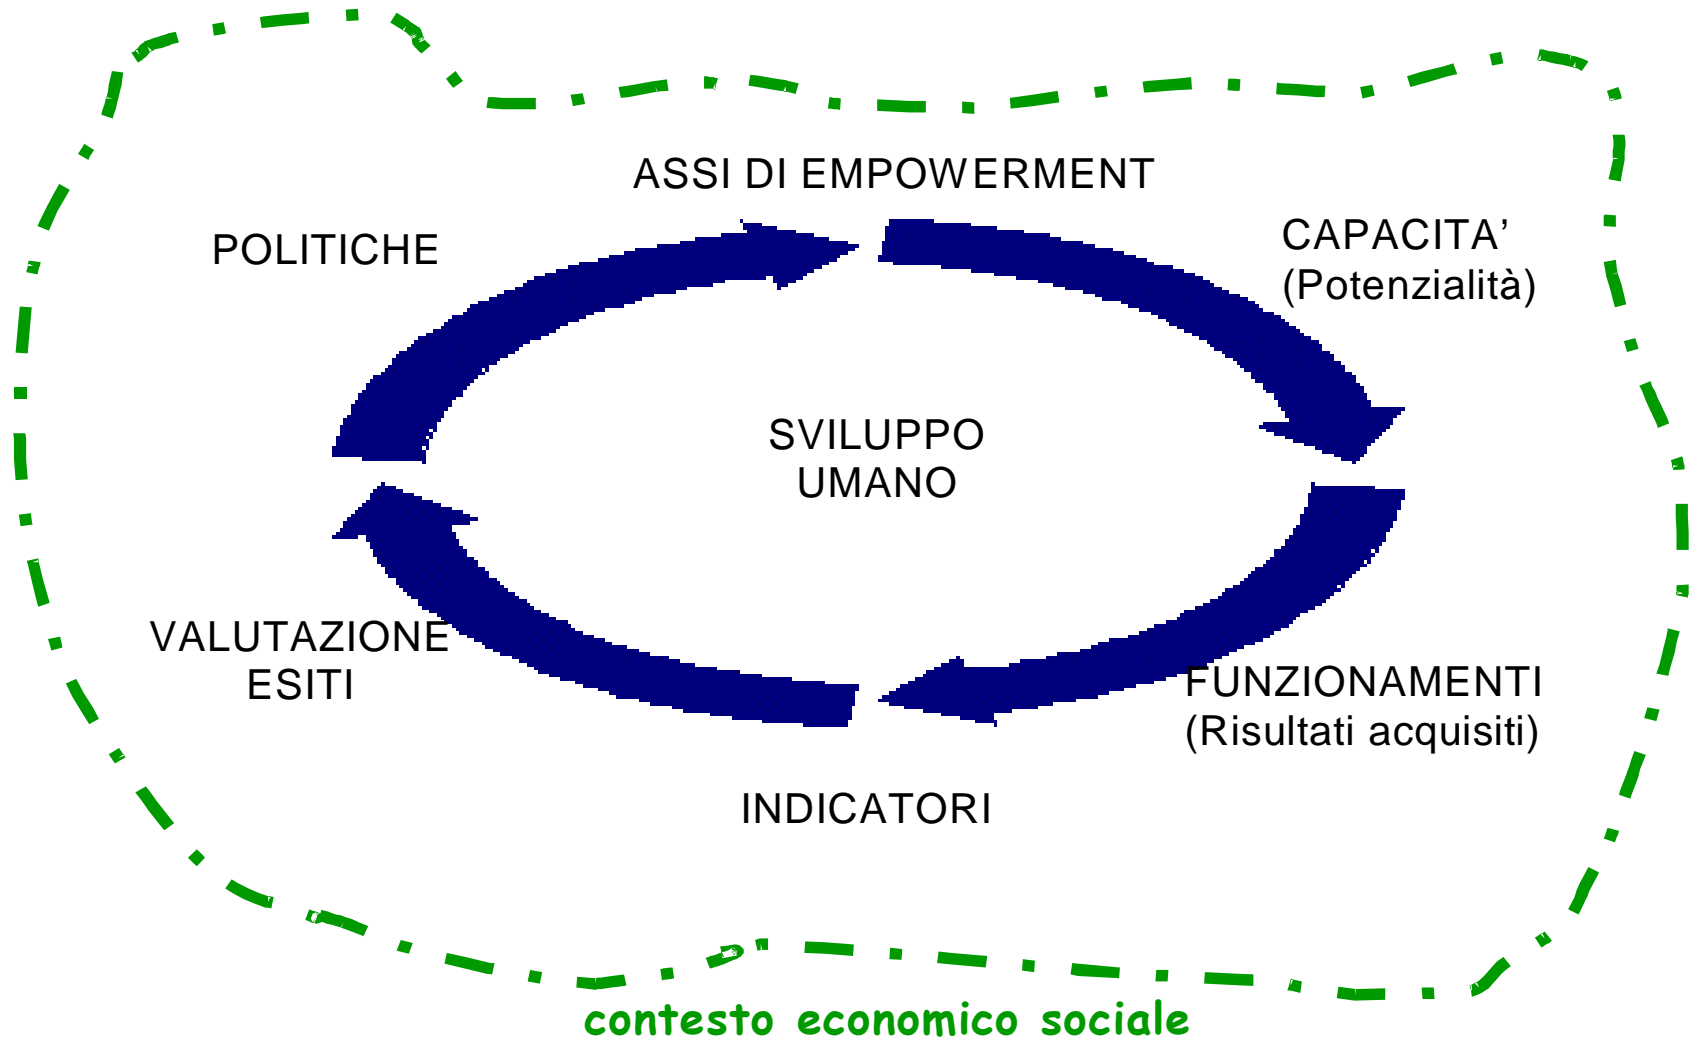 ASSI DI EMPOWERMENT
POLITICHE
CAPACITA’
(Potenzialità)
SVILUPPO
UMANO
VALUTAZIONE
ESITI
FUNZIONAMENTI
(Risultati acquisiti)
INDICATORI
contesto economico sociale